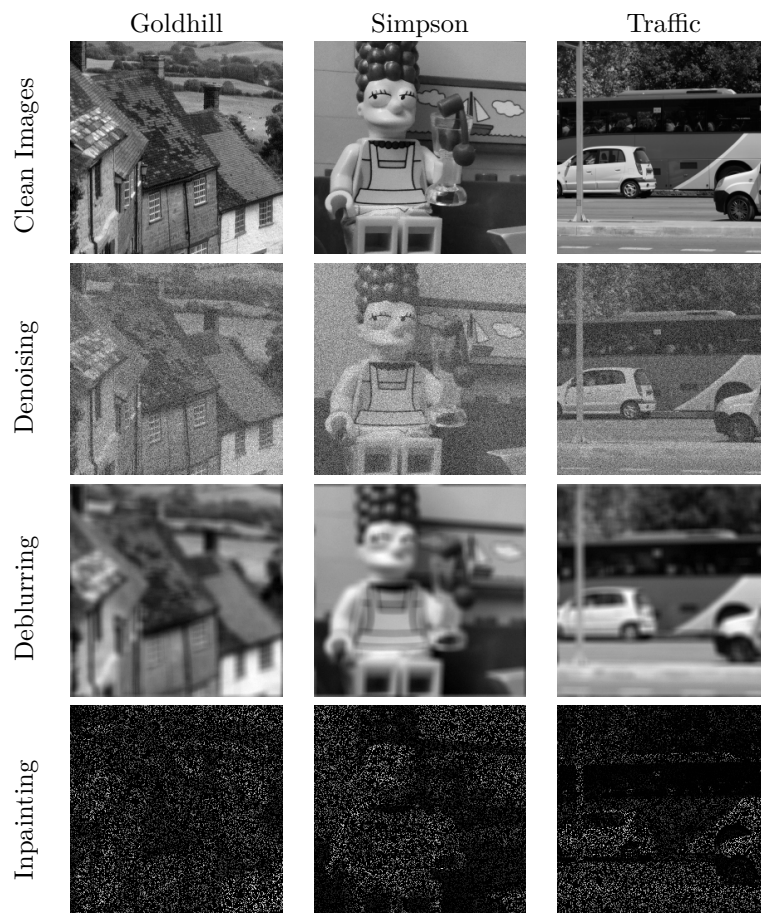 Goldhill Simpson Traffic
Clean Images
Denoising
Deblurring
Inpainting